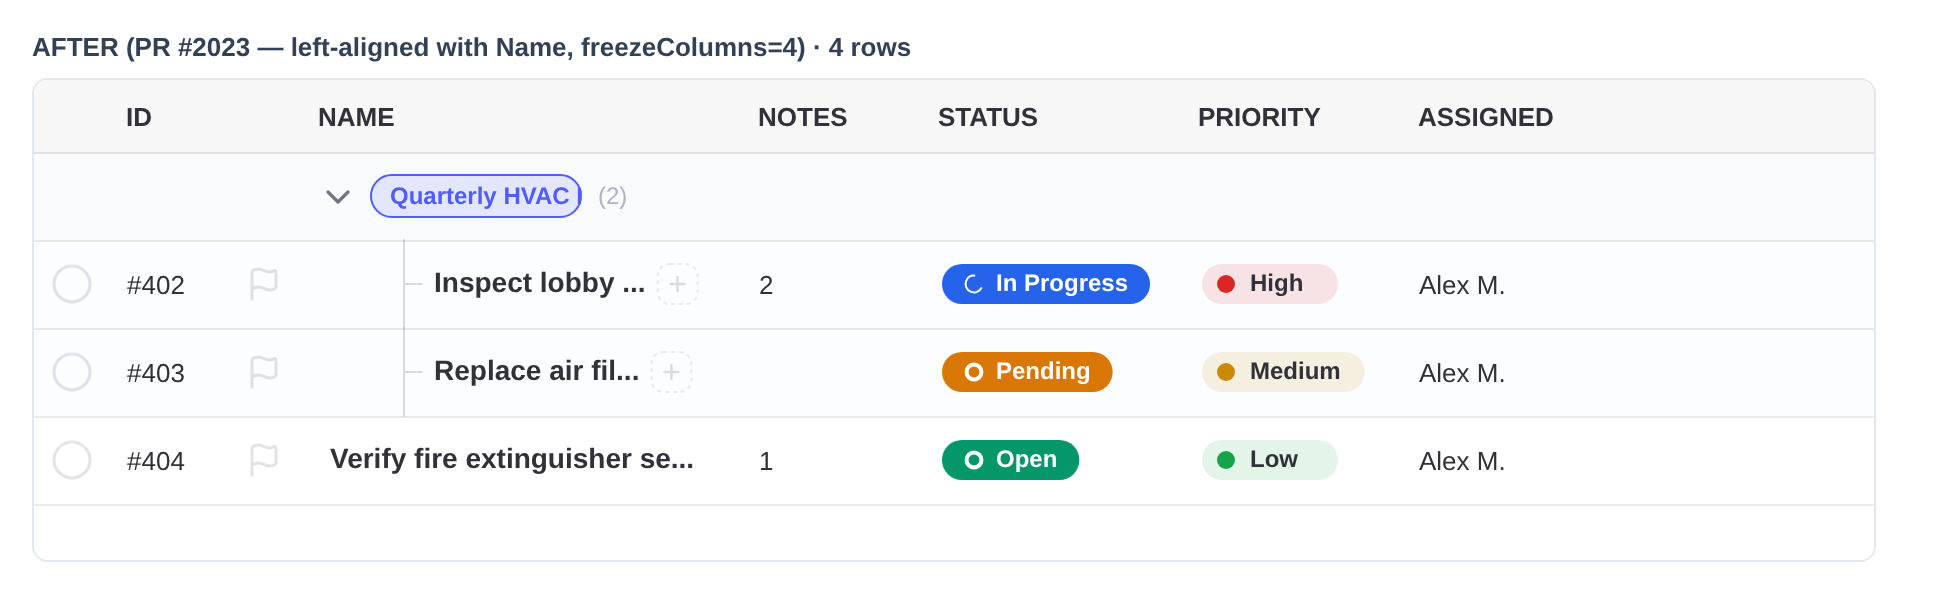 AFTER (PR #2023 — left-aligned with Name, freezeColumns=4) · 4 rows
ID NAME NOTES STATUS PRIORITY ASSIGNED
Quarterly HVAC (2)
#402 Inspect lobby ... 2 In Progress High Alex M.
#403 Replace air fil... Pending Medium Alex M.
#404 Verify fire extinguisher se... 1 Open Low Alex M.